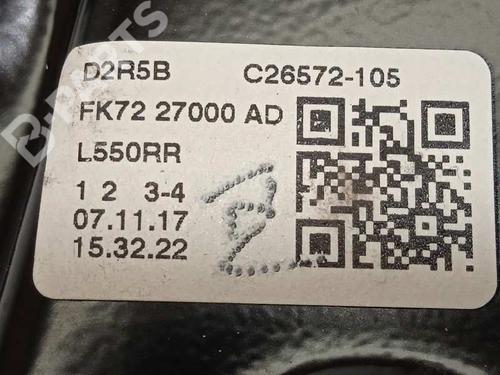 D2R5B C26572-105
FK72 27000 AD
L550RR
1 2 3-4
07.11.17
15.32.22
B-PARTS